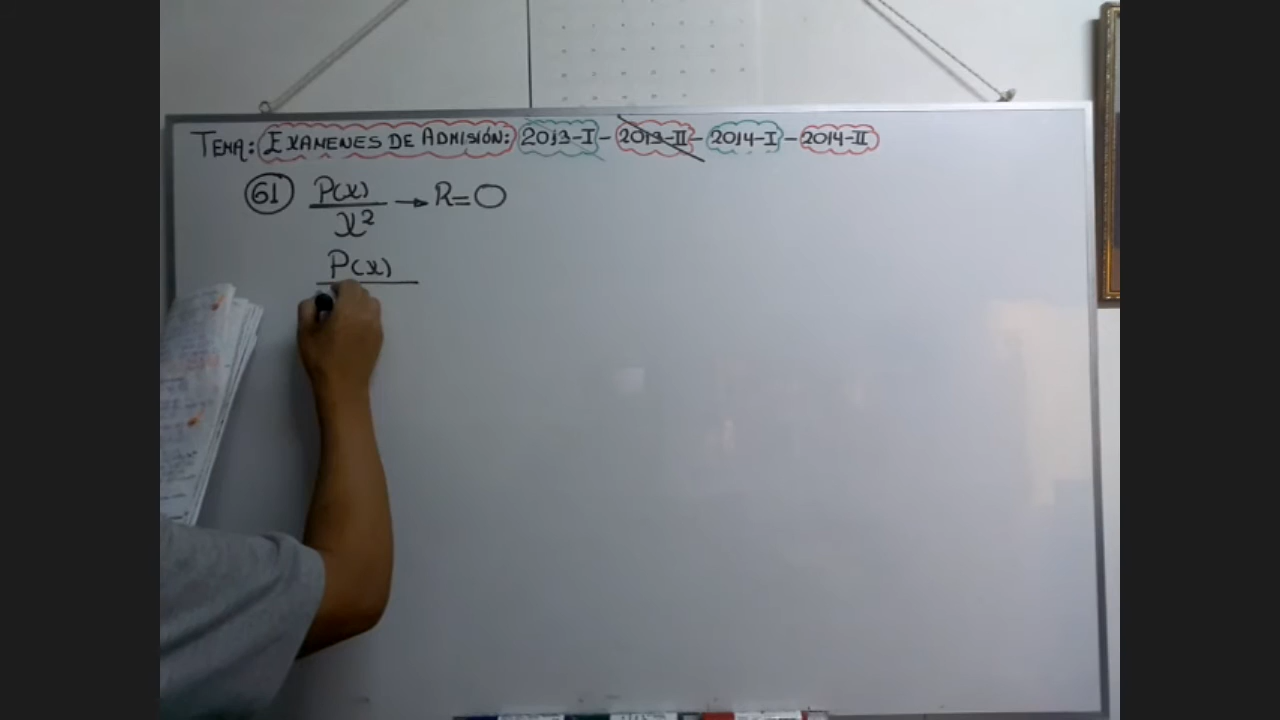 TEMA: EXAMENES DE ADMISIÓN: 2013-I - 2013-II - 2014-I - 2014-II
61 P(x)/x² → R=0
P(x)